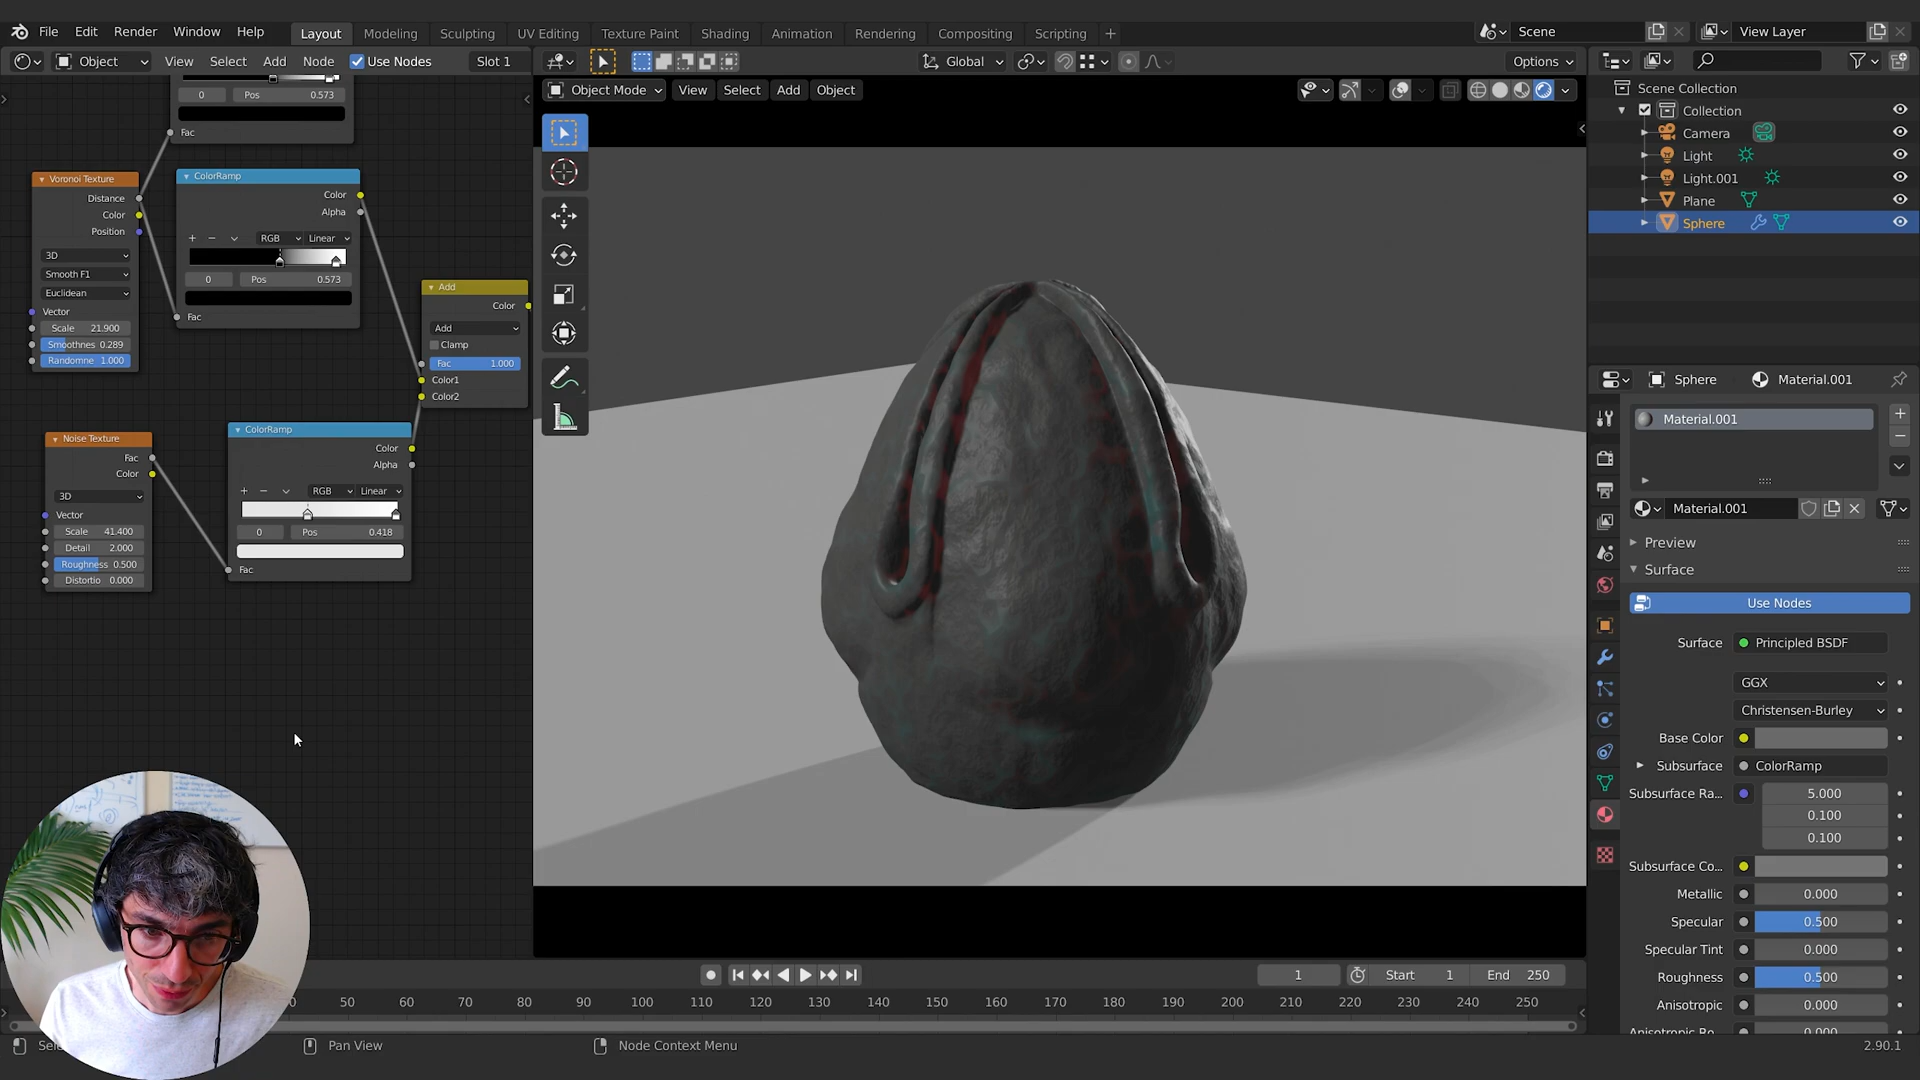 File Edit Render Window Help Layout Modeling Sculpting UV Editing Texture Paint Shading Animation Rendering Compositing Scripting + Scene View Layer
Object View Select Add Node Use Nodes Slot 1 Global Options
Object Mode View Select Add Object
0 Pos 0.573
Fac
Voronoi Texture
Distance
Color
Position
3D
Smooth F1
Euclidean
Vector
Scale 21.900
Smoothnes 0.289
Randomne 1.000
ColorRamp
Color
Alpha
RGB Linear
0 Pos 0.573
Fac
Add
Color
Add
Clamp
Fac 1.000
Color1
Color2
Noise Texture
Fac
Color
3D
Vector
Scale 41.400
Detail 2.000
Roughness 0.500
Distortio 0.000
ColorRamp
Color
Alpha
RGB Linear
0 Pos 0.418
Fac
Scene Collection
Collection
Camera
Light
Light.001
Plane
Sphere
Sphere Material.001
Material.001
Material.001
Preview
Surface
Use Nodes
Surface Principled BSDF
GGX
Christensen-Burley
Base Color
Subsurface ColorRamp
Subsurface Ra... 5.000
0.100
0.100
Subsurface Co...
Metallic 0.000
Specular 0.500
Specular Tint 0.000
Roughness 0.500
Anisotropic 0.000
Anisotropic Ro 0.000
1 Start 1 End 250
50 60 70 80 90 100 110 120 130 140 150 160 170 180 190 200 210 220 230 240 250
Pan View Node Context Menu 2.90.1